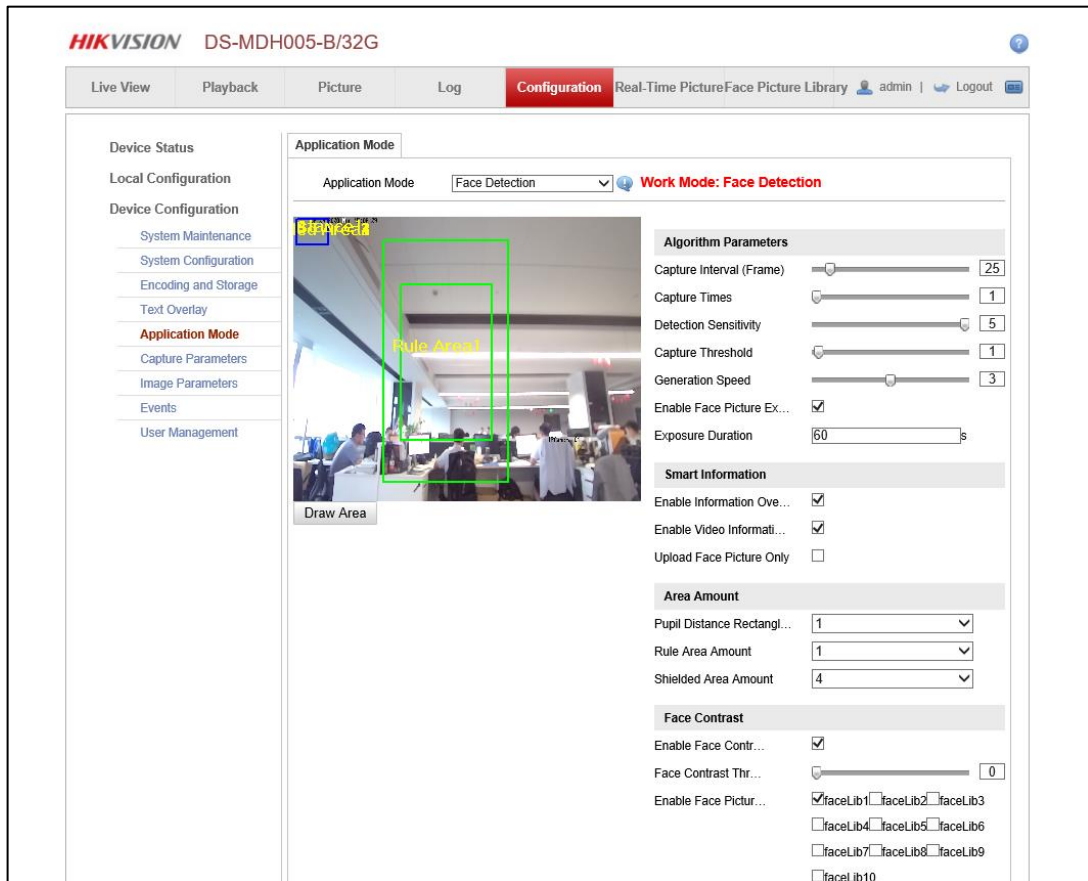 HIKVISION DS-MDH005-B/32G
Live View Playback Picture Log Configuration Real-Time Picture Face Picture Library admin | Logout
Device Status
Local Configuration
Device Configuration
System Maintenance
System Configuration
Encoding and Storage
Text Overlay
Application Mode
Capture Parameters
Image Parameters
Events
User Management
Application Mode
Application Mode Face Detection Work Mode: Face Detection
Rule Area1
Draw Area
Algorithm Parameters
Capture Interval (Frame) 25
Capture Times 1
Detection Sensitivity 5
Capture Threshold 1
Generation Speed 3
Enable Face Picture Ex...
Exposure Duration 60 s
Smart Information
Enable Information Ove...
Enable Video Informati...
Upload Face Picture Only
Area Amount
Pupil Distance Rectangl... 1
Rule Area Amount 1
Shielded Area Amount 4
Face Contrast
Enable Face Contr...
Face Contrast Thr... 0
Enable Face Pictur... faceLib1 faceLib2 faceLib3
faceLib4 faceLib5 faceLib6
faceLib7 faceLib8 faceLib9
faceLib10